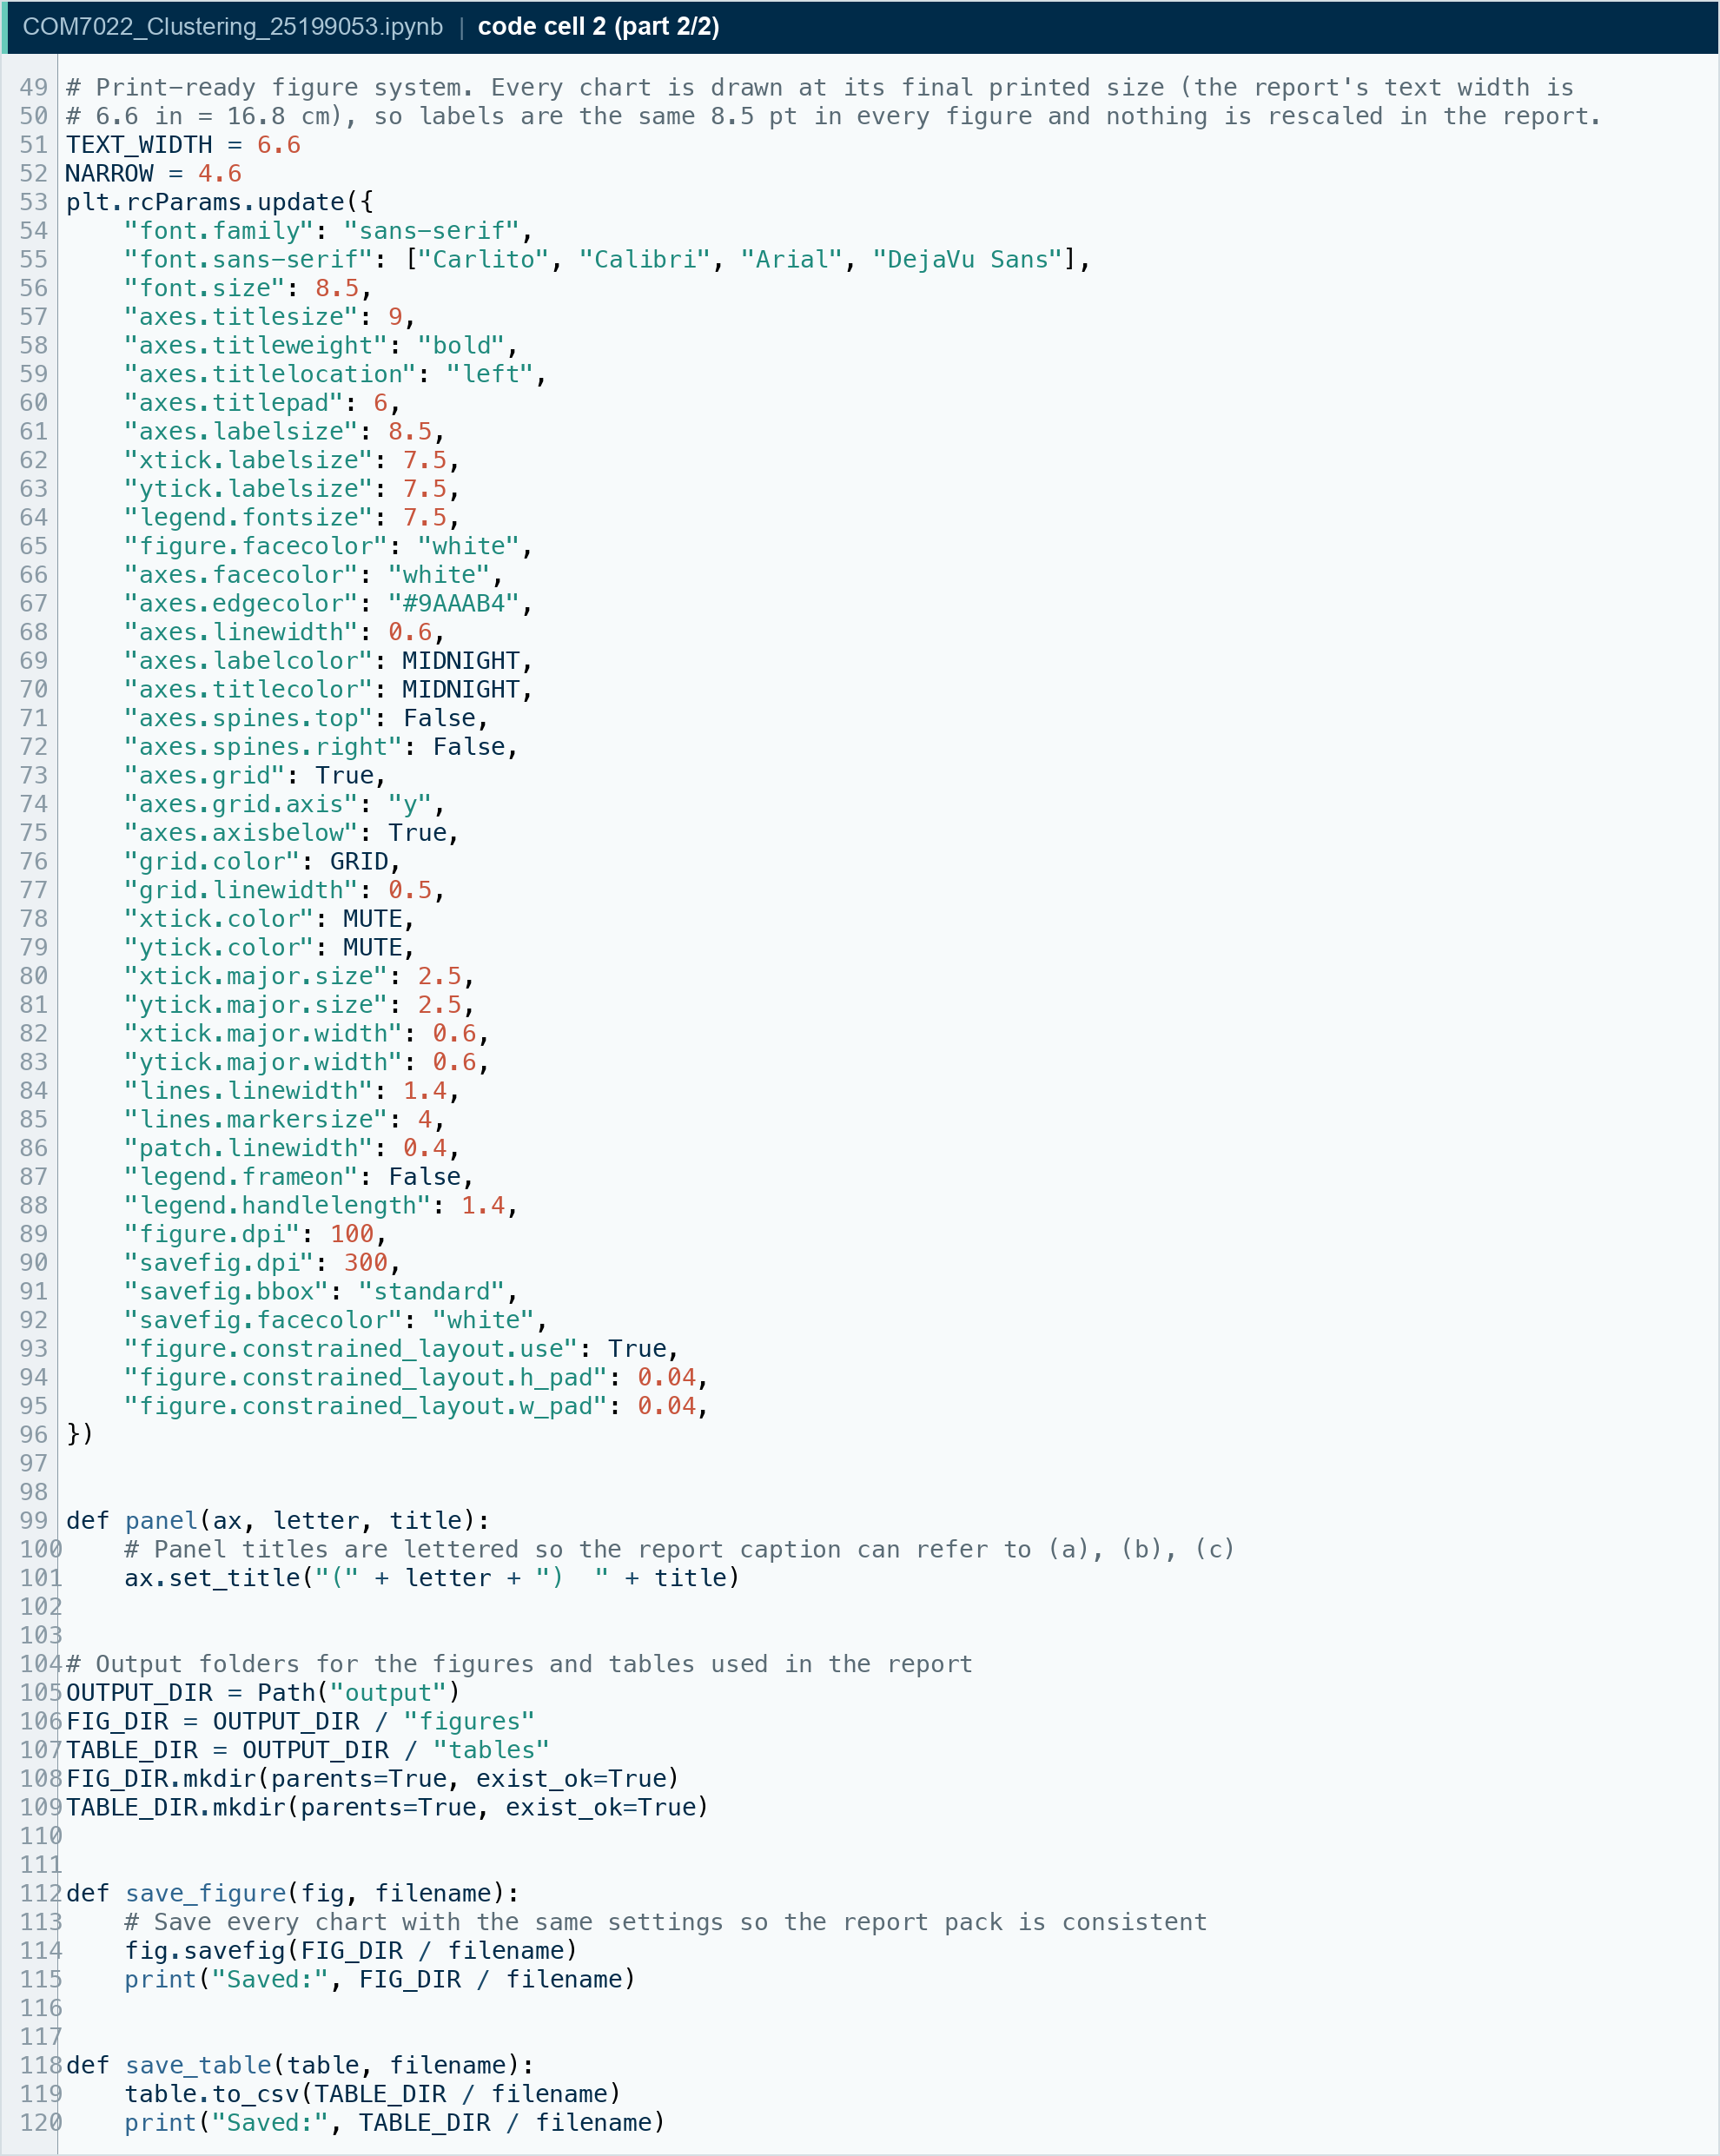 COM7022_Clustering_25199053.ipynb | code cell 2 (part 2/2)
49 # Print-ready figure system. Every chart is drawn at its final printed size (the report's text width is
50 # 6.6 in = 16.8 cm), so labels are the same 8.5 pt in every figure and nothing is rescaled in the report.
51 TEXT_WIDTH = 6.6
52 NARROW = 4.6
53 plt.rcParams.update({
54     "font.family": "sans-serif",
55     "font.sans-serif": ["Carlito", "Calibri", "Arial", "DejaVu Sans"],
56     "font.size": 8.5,
57     "axes.titlesize": 9,
58     "axes.titleweight": "bold",
59     "axes.titlelocation": "left",
60     "axes.titlepad": 6,
61     "axes.labelsize": 8.5,
62     "xtick.labelsize": 7.5,
63     "ytick.labelsize": 7.5,
64     "legend.fontsize": 7.5,
65     "figure.facecolor": "white",
66     "axes.facecolor": "white",
67     "axes.edgecolor": "#9AAAB4",
68     "axes.linewidth": 0.6,
69     "axes.labelcolor": MIDNIGHT,
70     "axes.titlecolor": MIDNIGHT,
71     "axes.spines.top": False,
72     "axes.spines.right": False,
73     "axes.grid": True,
74     "axes.grid.axis": "y",
75     "axes.axisbelow": True,
76     "grid.color": GRID,
77     "grid.linewidth": 0.5,
78     "xtick.color": MUTE,
79     "ytick.color": MUTE,
80     "xtick.major.size": 2.5,
81     "ytick.major.size": 2.5,
82     "xtick.major.width": 0.6,
83     "ytick.major.width": 0.6,
84     "lines.linewidth": 1.4,
85     "lines.markersize": 4,
86     "patch.linewidth": 0.4,
87     "legend.frameon": False,
88     "legend.handlelength": 1.4,
89     "figure.dpi": 100,
90     "savefig.dpi": 300,
91     "savefig.bbox": "standard",
92     "savefig.facecolor": "white",
93     "figure.constrained_layout.use": True,
94     "figure.constrained_layout.h_pad": 0.04,
95     "figure.constrained_layout.w_pad": 0.04,
96 })
97
98
99 def panel(ax, letter, title):
100     # Panel titles are lettered so the report caption can refer to (a), (b), (c)
101     ax.set_title("(" + letter + ")  " + title)
102
103
104 # Output folders for the figures and tables used in the report
105 OUTPUT_DIR = Path("output")
106 FIG_DIR = OUTPUT_DIR / "figures"
107 TABLE_DIR = OUTPUT_DIR / "tables"
108 FIG_DIR.mkdir(parents=True, exist_ok=True)
109 TABLE_DIR.mkdir(parents=True, exist_ok=True)
110
111
112 def save_figure(fig, filename):
113     # Save every chart with the same settings so the report pack is consistent
114     fig.savefig(FIG_DIR / filename)
115     print("Saved:", FIG_DIR / filename)
116
117
118 def save_table(table, filename):
119     table.to_csv(TABLE_DIR / filename)
120     print("Saved:", TABLE_DIR / filename)